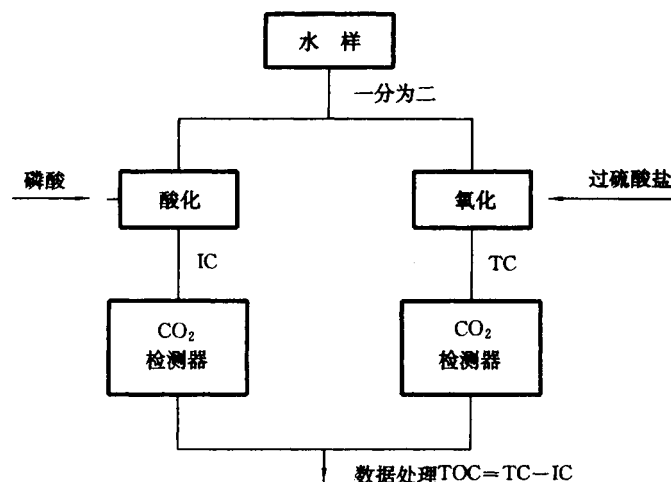 水 样
一分为二
磷酸
酸化
氧化
过硫酸盐
IC
TC
CO₂
检测器
CO₂
检测器
数据处理TOC=TC-IC